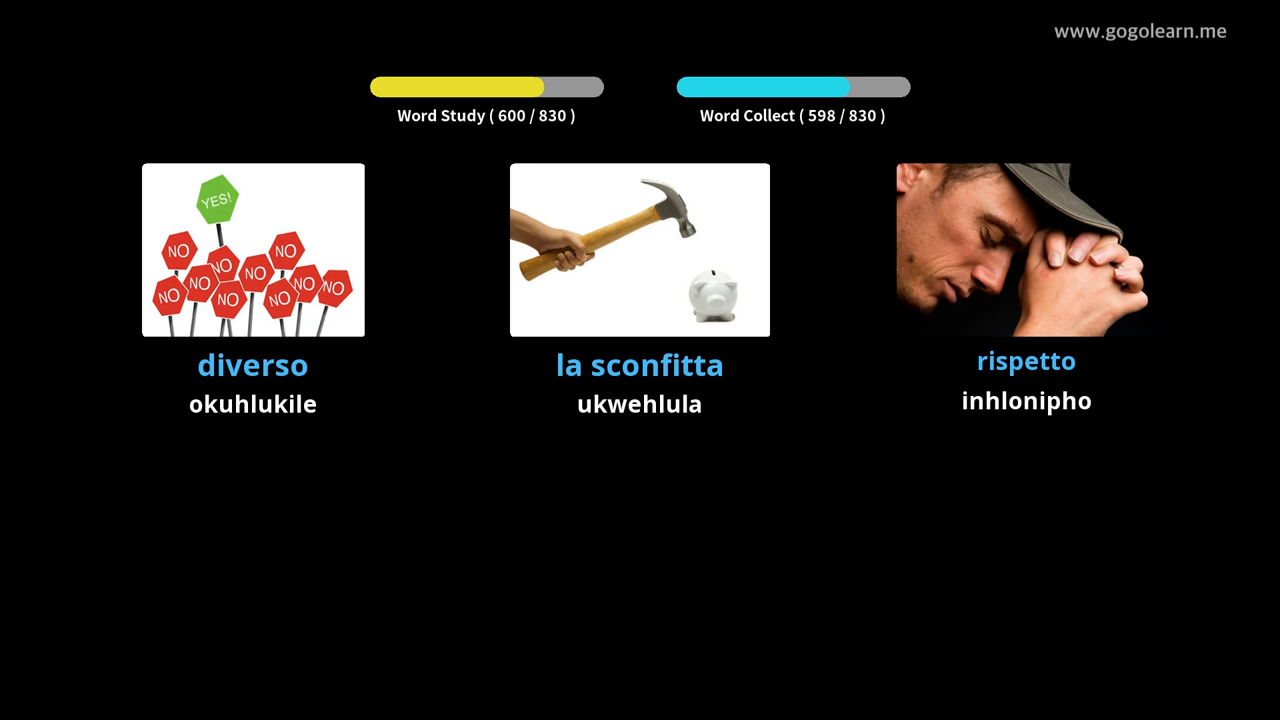 www.gogolearn.me
Word Study ( 600 / 830 )
Word Collect ( 598 / 830 )
YES!
NO
NO
NO
NO
NO
NO
NO
NO
NO
NO
diverso
okuhlukile
la sconfitta
ukwehlula
rispetto
inhlonipho